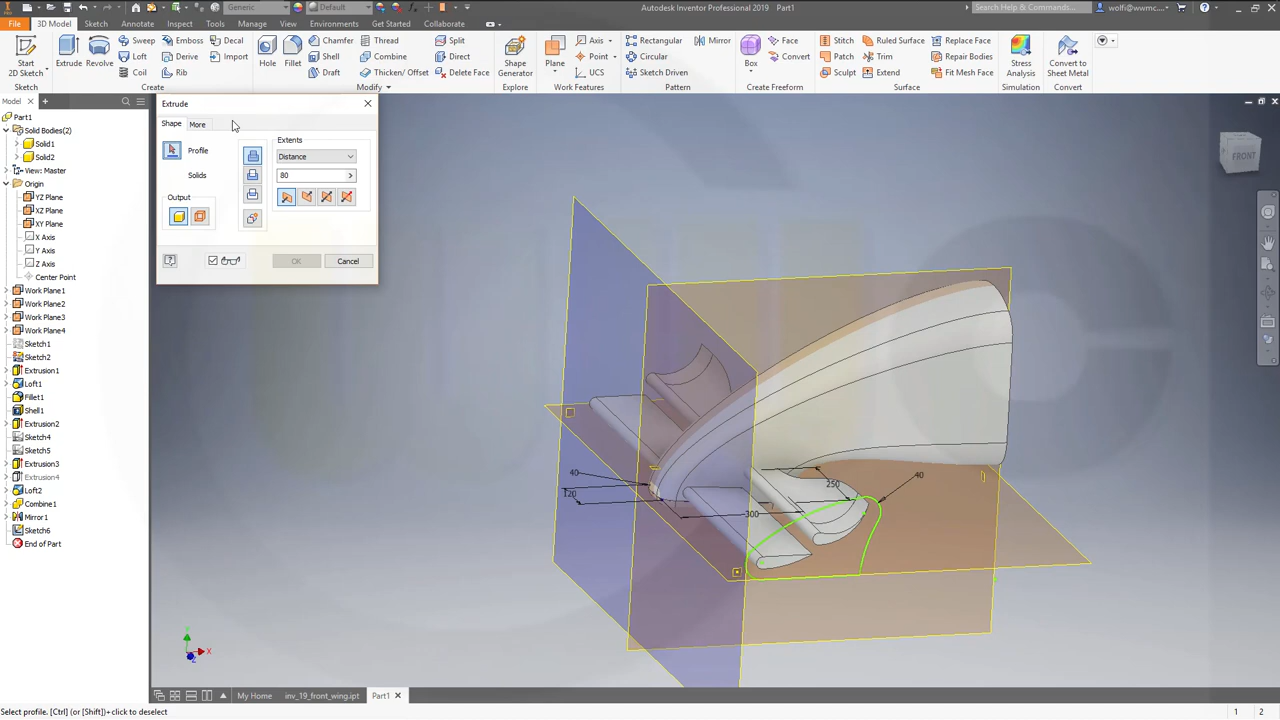 Generic
Default
Autodesk Inventor Professional 2019
Search Help & Commands...
wolfi@wwmc...
File
3D Model
Sketch
Annotate
Inspect
Tools
Manage
View
Environments
Get Started
Collaborate
Sweep
Emboss
Decal
Chamfer
Thread
Split
Axis
Rectangular
Mirror
Face
Stitch
Ruled Surface
Replace Face
Loft
Derive
Import
Shell
Combine
Direct
Point
Circular
Convert
Patch
Trim
Repair Bodies
Start
2D Sketch
Extrude
Revolve
Coil
Rib
Hole
Fillet
Draft
Thicken/ Offset
Delete Face
Shape
Generator
Plane
UCS
Sketch Driven
Box
Sculpt
Extend
Fit Mesh Face
Stress
Analysis
Convert to
Sheet Metal
Create
Modify
Explore
Work Features
Pattern
Create Freeform
Surface
Simulation
Convert
Model
Part1
Solid Bodies(2)
Solid1
Solid2
View: Master
Origin
YZ Plane
XZ Plane
XY Plane
X Axis
Y Axis
Z Axis
Center Point
Work Plane1
Work Plane2
Work Plane3
Work Plane4
Sketch1
Sketch2
Extrusion1
Loft1
Fillet1
Shell1
Extrusion2
Sketch4
Sketch5
Extrusion3
Extrusion4
Loft2
Combine1
Mirror1
Sketch6
End of Part
Extrude
Shape
More
Profile
Solids
Output
Extents
Distance
80
OK
Cancel
FRONT
40
120
300
250
40
Y
X
Z
My Home
inv_19_front_wing.ipt
Part1
Select profile. [Ctrl] (or [Shift])+click to deselect
1
2